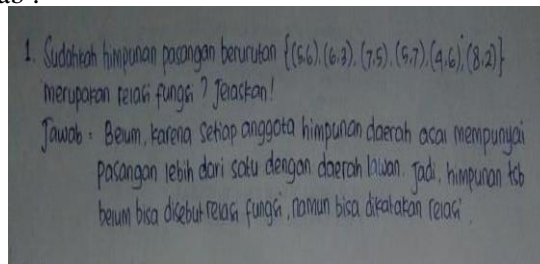 1. Sudahkah himpunan pasangan berurutan {(5,6), (6,3), (7,5), (5,7), (4,6), (8,2)}
merupakan relasi fungsi? Jelaskan!
Jawab : Belum, karena setiap anggota himpunan daerah asal mempunyai
pasangan lebih dari satu dengan daerah lawan. Jadi, himpunan tsb
belum bisa disebut relasi fungsi, namun bisa dikatakan relasi